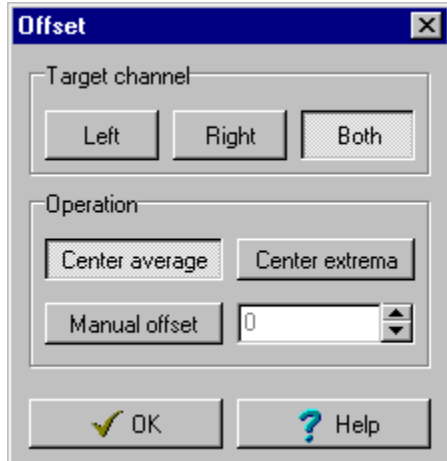 Offset
Target channel
Left Right Both
Operation
Center average Center extrema
Manual offset 0
OK Help